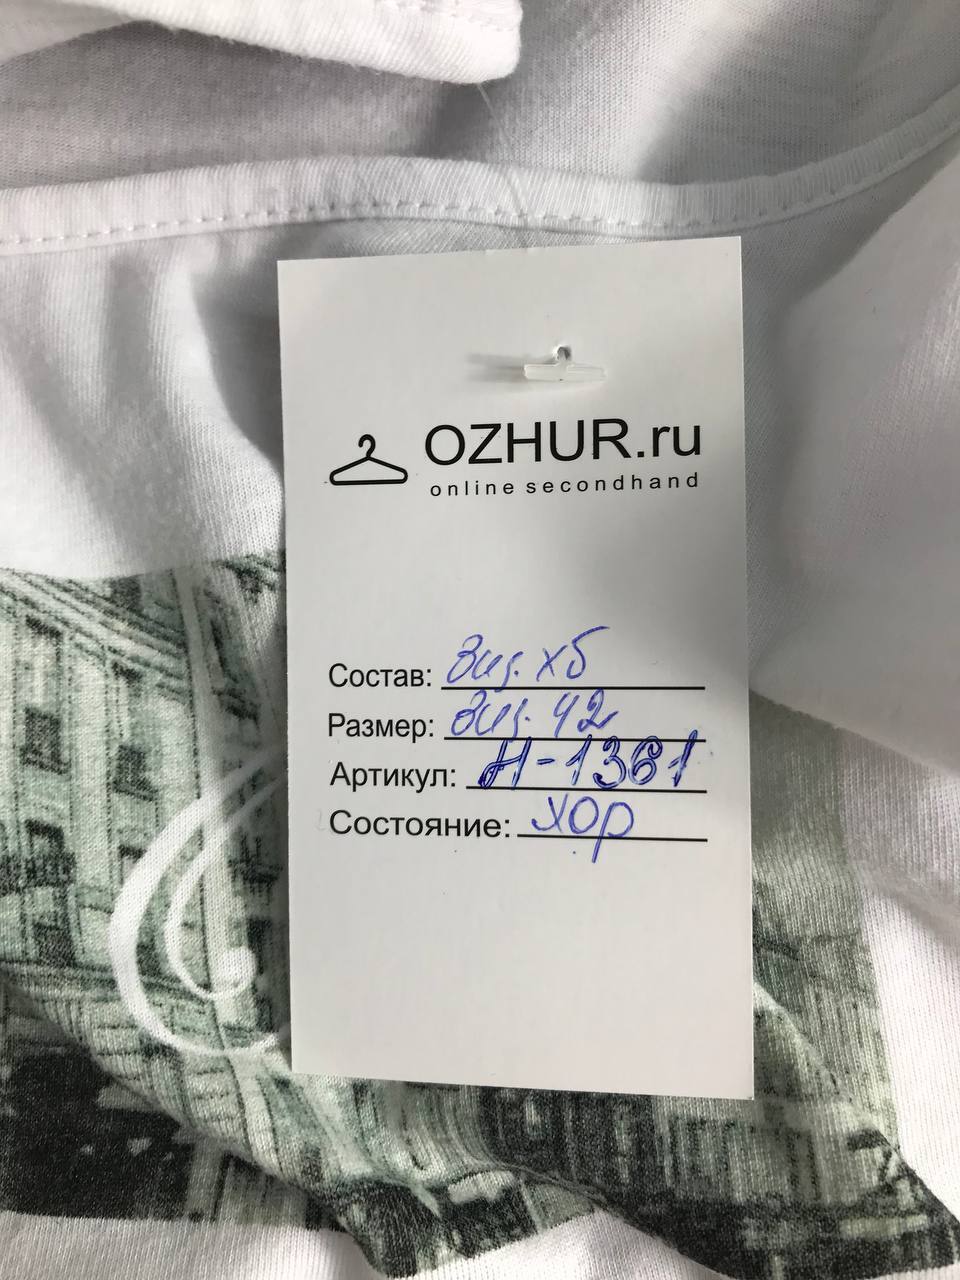 OZHUR.ru
online secondhand
Состав: Виз. хб
Размер: Виз. 42
Артикул: Н-1361
Состояние: хор